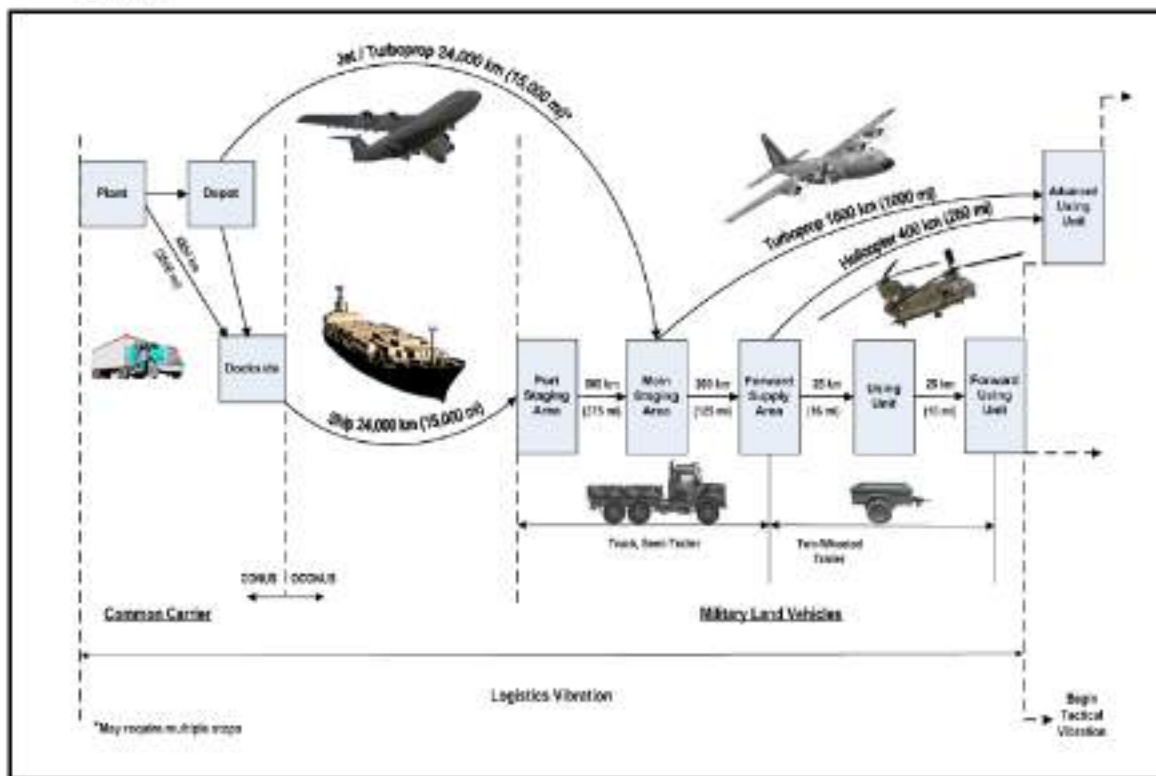 Jet / Turboprop 24,000 km (15,000 mi)*
Plant
Depot
Turboprop 1600 km (1000 mi)
Helicopter 400 km (250 mi)
Advanced
Using
Unit
Dockside
Ship 24,000 km (15,000 mi)
Port
Staging
Area
Main
Staging
Area
Forward
Supply
Area
Using
Unit
Forward
Using
Unit
200 km
(125 mi)
25 km
(16 mi)
25 km
Truck, Semi-Trailer
Two-Wheeled
Trailer
CONUS
OCONUS
Common Carrier
Military Land Vehicles
Logistics Vibration
*May require multiple stops
Begin
Tactical
Vibration